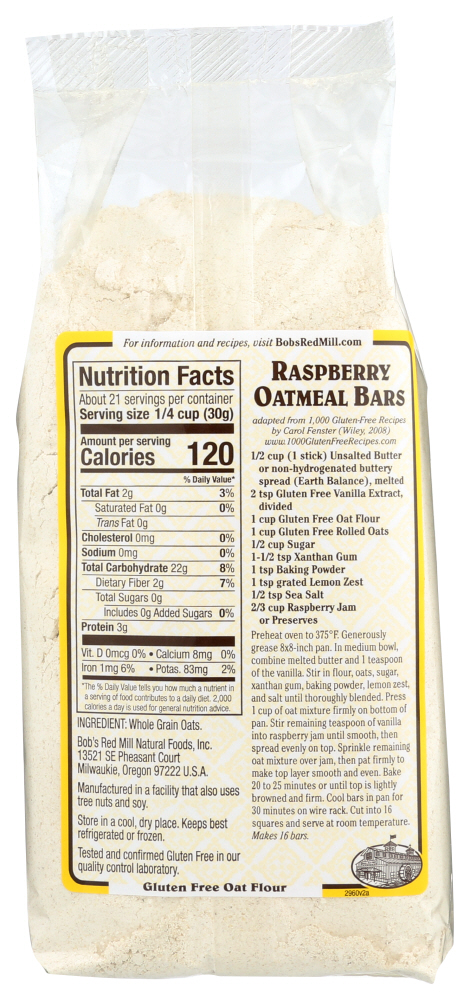 For information and recipes, visit BobsRedMill.com
Nutrition Facts
About 21 servings per container
Serving size 1/4 cup (30g)
Amount per serving
Calories 120
% Daily Value*
Total Fat 2g 3%
Saturated Fat 0g 0%
Trans Fat 0g
Cholesterol 0mg 0%
Sodium 0mg 0%
Total Carbohydrate 22g 8%
Dietary Fiber 2g 7%
Total Sugars 0g
Includes 0g Added Sugars 0%
Protein 3g
Vit. D 0mcg 0% • Calcium 8mg 0%
Iron 1mg 6% • Potas. 83mg 2%
*The % Daily Value tells you how much a nutrient in
a serving of food contributes to a daily diet. 2,000
calories a day is used for general nutrition advice.
INGREDIENT: Whole Grain Oats.
Bob's Red Mill Natural Foods, Inc.
13521 SE Pheasant Court
Milwaukie, Oregon 97222 U.S.A.
Manufactured in a facility that also uses
tree nuts and soy.
Store in a cool, dry place. Keeps best
refrigerated or frozen.
Tested and confirmed Gluten Free in our
quality control laboratory.
RASPBERRY
OATMEAL BARS
adapted from 1,000 Gluten-Free Recipes
by Carol Fenster (Wiley, 2008)
www.1000GlutenFreeRecipes.com
1/2 cup (1 stick) Unsalted Butter
or non-hydrogenated buttery
spread (Earth Balance), melted
2 tsp Gluten Free Vanilla Extract,
divided
1 cup Gluten Free Oat Flour
1 cup Gluten Free Rolled Oats
1/2 cup Sugar
1-1/2 tsp Xanthan Gum
1 tsp Baking Powder
1 tsp grated Lemon Zest
1/2 tsp Sea Salt
2/3 cup Raspberry Jam
or Preserves
Preheat oven to 375°F. Generously
grease 8x8-inch pan. In medium bowl,
combine melted butter and 1 teaspoon
of the vanilla. Stir in flour, oats, sugar,
xanthan gum, baking powder, lemon zest,
and salt until thoroughly blended. Press
1 cup of oat mixture firmly on bottom of
pan. Stir remaining teaspoon of vanilla
into raspberry jam until smooth, then
spread evenly on top. Sprinkle remaining
oat mixture over jam, then pat firmly to
make top layer smooth and even. Bake
20 to 25 minutes or until top is lightly
browned and firm. Cool bars in pan for
30 minutes on wire rack. Cut into 16
squares and serve at room temperature.
Makes 16 bars.
Gluten Free Oat Flour
2960v2a